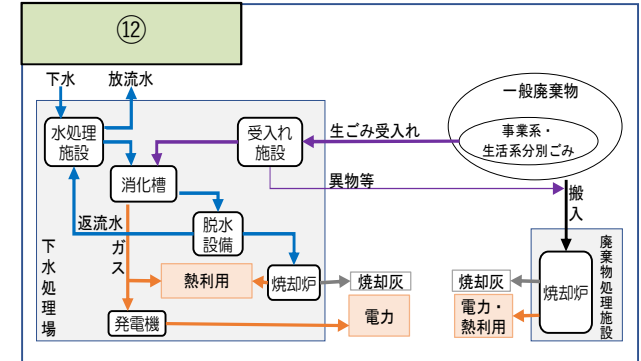 ⑫
下水
放流水
一般廃棄物
水処理
施設
受入れ
施設
生ごみ受入れ
事業系・
生活系分別ごみ
消化槽
異物等
搬入
返流水
ガス
脱水
設備
下水処理場
熱利用
焼却炉
焼却灰
発電機
電力
焼却灰
電力・
熱利用
焼却炉
廃棄物処理施設